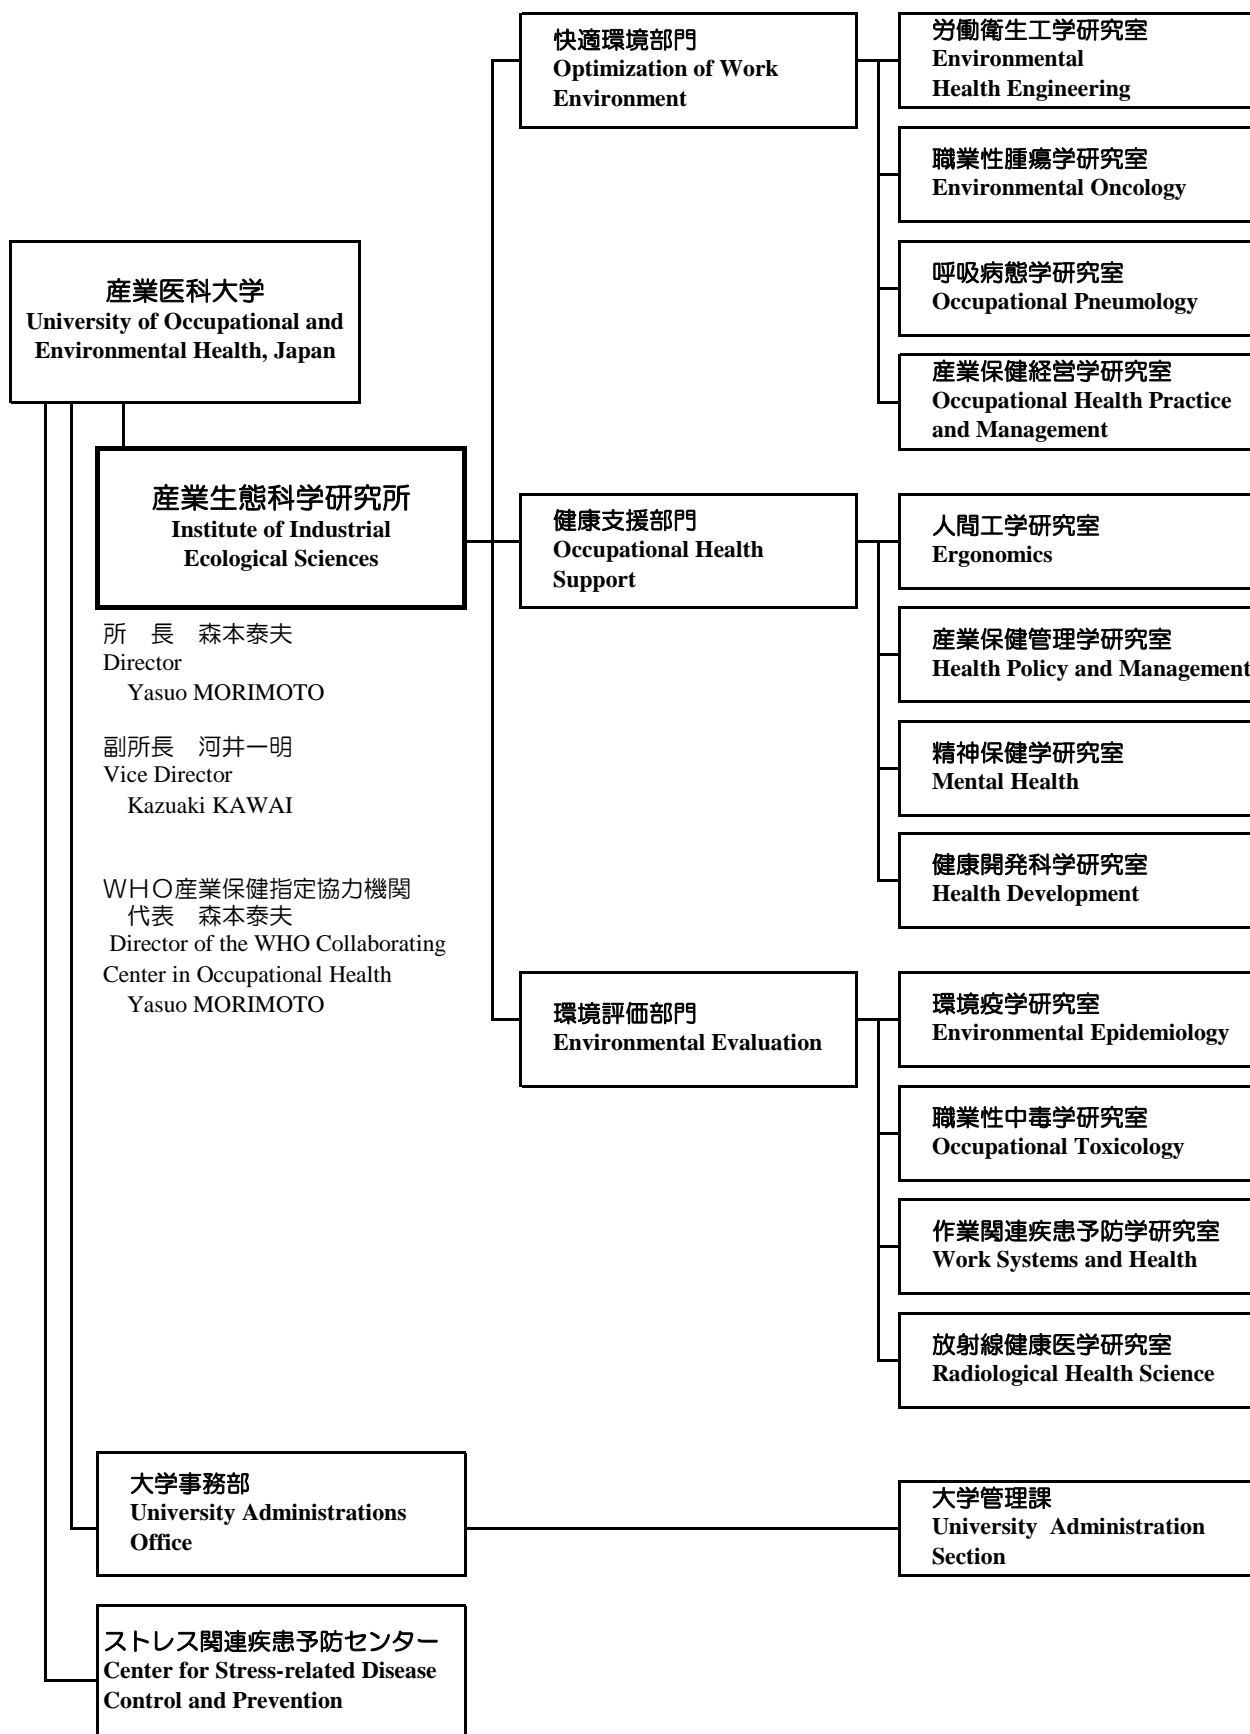 快適環境部門
Optimization of Work
Environment
労働衛生工学研究室
Environmental
Health Engineering
職業性腫瘍学研究室
Environmental Oncology
呼吸病態学研究室
Occupational Pneumology
産業保健経営学研究室
Occupational Health Practice
and Management
産業医科大学
University of Occupational and
Environmental Health, Japan
産業生態科学研究所
Institute of Industrial
Ecological Sciences
所　長　森本泰夫
Director
Yasuo MORIMOTO
副所長　河井一明
Vice Director
Kazuaki KAWAI
ＷＨＯ産業保健指定協力機関
代表　森本泰夫
Director of the WHO Collaborating
Center in Occupational Health
Yasuo MORIMOTO
健康支援部門
Occupational Health
Support
人間工学研究室
Ergonomics
産業保健管理学研究室
Health Policy and Management
精神保健学研究室
Mental Health
健康開発科学研究室
Health Development
環境評価部門
Environmental Evaluation
環境疫学研究室
Environmental Epidemiology
職業性中毒学研究室
Occupational Toxicology
作業関連疾患予防学研究室
Work Systems and Health
放射線健康医学研究室
Radiological Health Science
大学事務部
University Administrations
Office
大学管理課
University Administration
Section
ストレス関連疾患予防センター
Center for Stress-related Disease
Control and Prevention